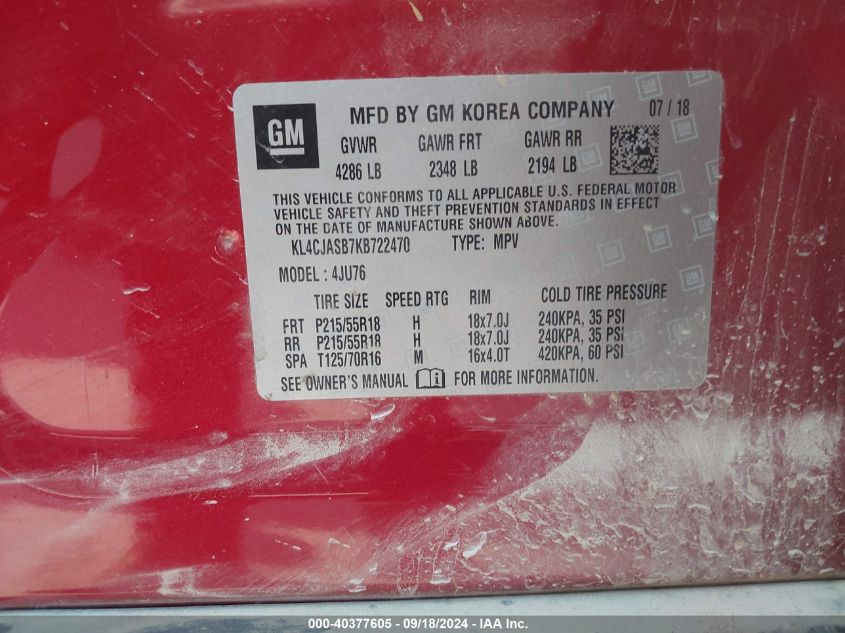 GM
MFD BY GM KOREA COMPANY 07 / 18
GVWR GAWR FRT GAWR RR
4286 LB 2348 LB 2194 LB
THIS VEHICLE CONFORMS TO ALL APPLICABLE U.S. FEDERAL MOTOR
VEHICLE SAFETY AND THEFT PREVENTION STANDARDS IN EFFECT
ON THE DATE OF MANUFACTURE SHOWN ABOVE.
KL4CJASB7KB722470 TYPE: MPV
MODEL : 4JU76
TIRE SIZE SPEED RTG RIM COLD TIRE PRESSURE
FRT P215/55R18 H 18x7.0J 240KPA, 35 PSI
RR P215/55R18 H 18x7.0J 240KPA, 35 PSI
SPA T125/70R16 M 16x4.0T 420KPA, 60 PSI
SEE OWNER'S MANUAL FOR MORE INFORMATION.
000-40377605 - 09/18/2024 - IAA Inc.